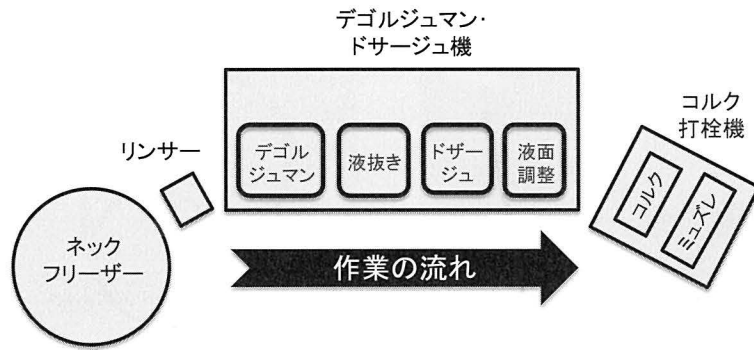 デゴルジュマン・
ドサージュ機
コルク
打栓機
リンサー
デゴル
ジュマン
液抜き
ドザー
ジュ
液面
調整
コルク
ミュズレ
ネック
フリーザー
作業の流れ